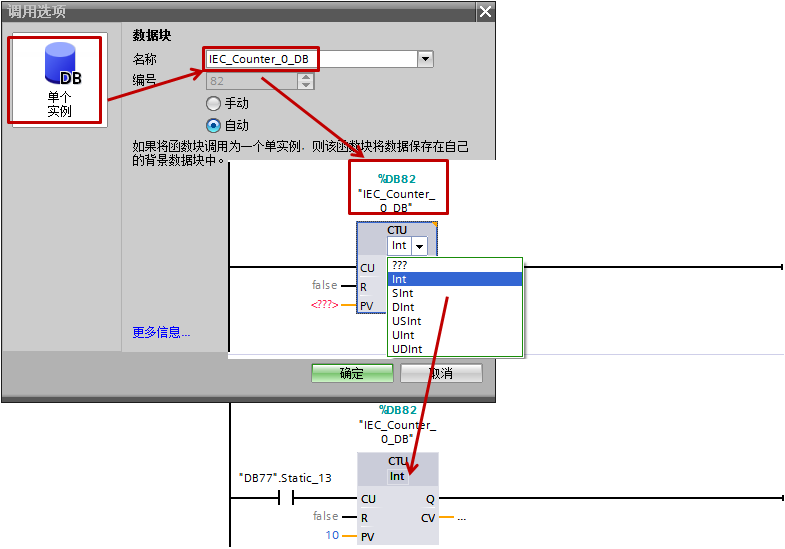 调用选项
数据块
名称
IEC_Counter_0_DB
编号
82
DB
单个
实例
手动
自动
如果将函数块调用为一个单实例，则该函数块将数据保存在自己
的背景数据块中。
更多信息...
确定
取消
%DB82
"IEC_Counter_
0_DB"
CTU
Int
CU
false
R
<???>
PV
???
Int
SInt
DInt
USInt
UInt
UDInt
%DB82
"IEC_Counter_
0_DB"
CTU
Int
"DB77".Static_13
CU
Q
false
R
CV
...
10
PV